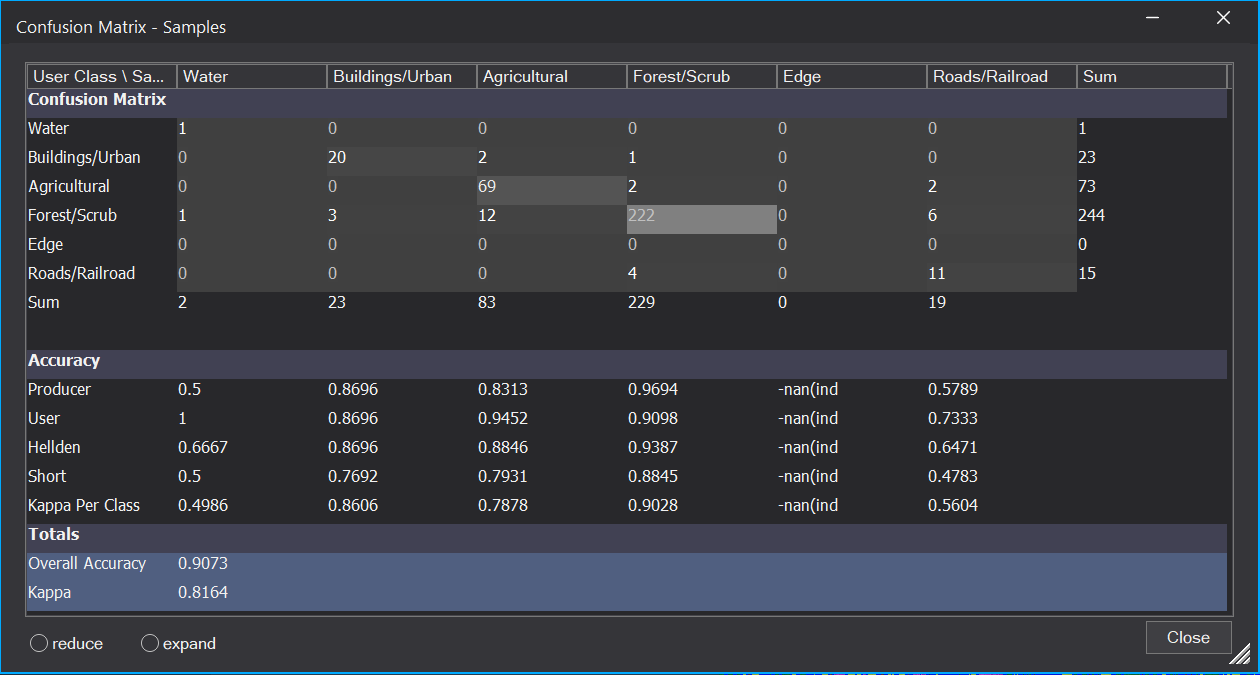 Confusion Matrix - Samples
User Class \ Sa... Water Buildings/Urban Agricultural Forest/Scrub Edge Roads/Railroad Sum
Confusion Matrix
Water 1 0 0 0 0 0 1
Buildings/Urban 0 20 2 1 0 0 23
Agricultural 0 0 69 2 0 2 73
Forest/Scrub 1 3 12 222 0 6 244
Edge 0 0 0 0 0 0 0
Roads/Railroad 0 0 0 4 0 11 15
Sum 2 23 83 229 0 19
Accuracy
Producer 0.5 0.8696 0.8313 0.9694 -nan(ind 0.5789
User 1 0.8696 0.9452 0.9098 -nan(ind 0.7333
Hellden 0.6667 0.8696 0.8846 0.9387 -nan(ind 0.6471
Short 0.5 0.7692 0.7931 0.8845 -nan(ind 0.4783
Kappa Per Class 0.4986 0.8606 0.7878 0.9028 -nan(ind 0.5604
Totals
Overall Accuracy 0.9073
Kappa 0.8164
reduce expand Close